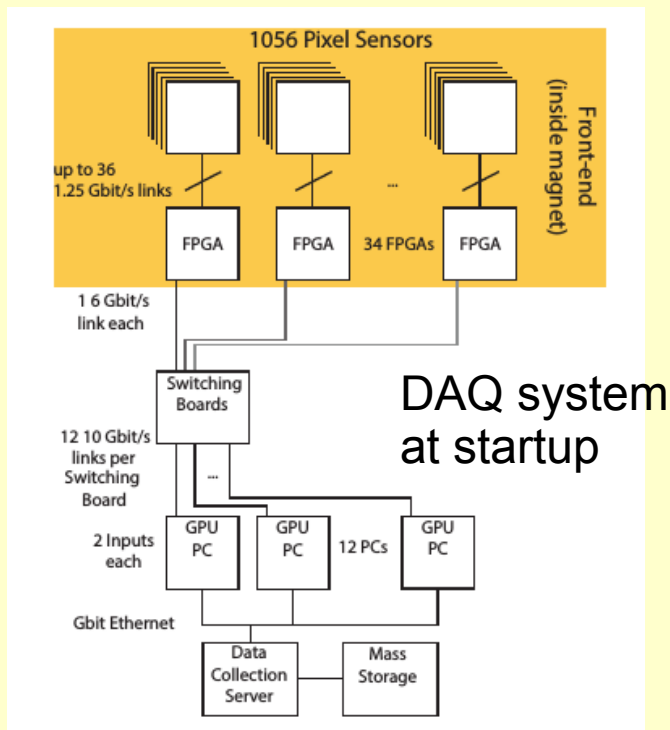 1056 Pixel Sensors
Front-end
(inside magnet)
up to 36
1.25 Gbit/s links
...
FPGA
FPGA
34 FPGAs
FPGA
1 6 Gbit/s
link each
Switching
Boards
DAQ system
at startup
12 10 Gbit/s
links per
Switching
Board
...
2 Inputs
each
GPU
PC
GPU
PC
12 PCs
GPU
PC
Gbit Ethernet
Data
Collection
Server
Mass
Storage